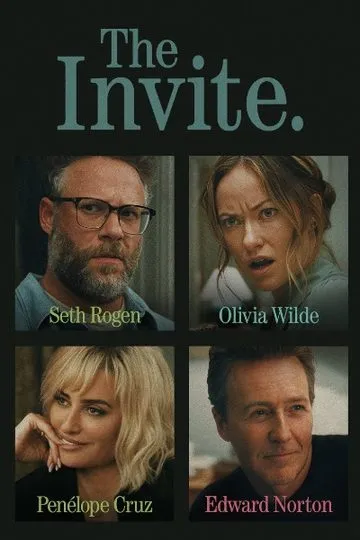 The
Invite.
Seth Rogen
Olivia Wilde
Penélope Cruz
Edward Norton